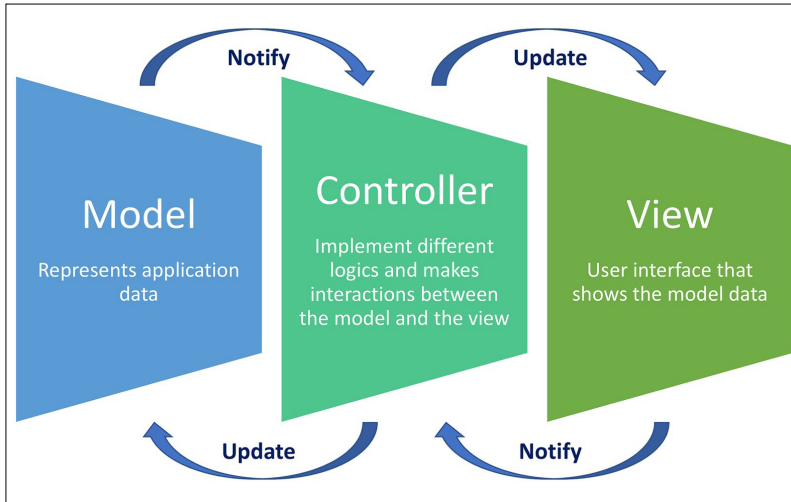 Notify
Update
Model
Represents application
data
Controller
Implement different
logics and makes
interactions between
the model and the view
View
User interface that
shows the model data
Update
Notify